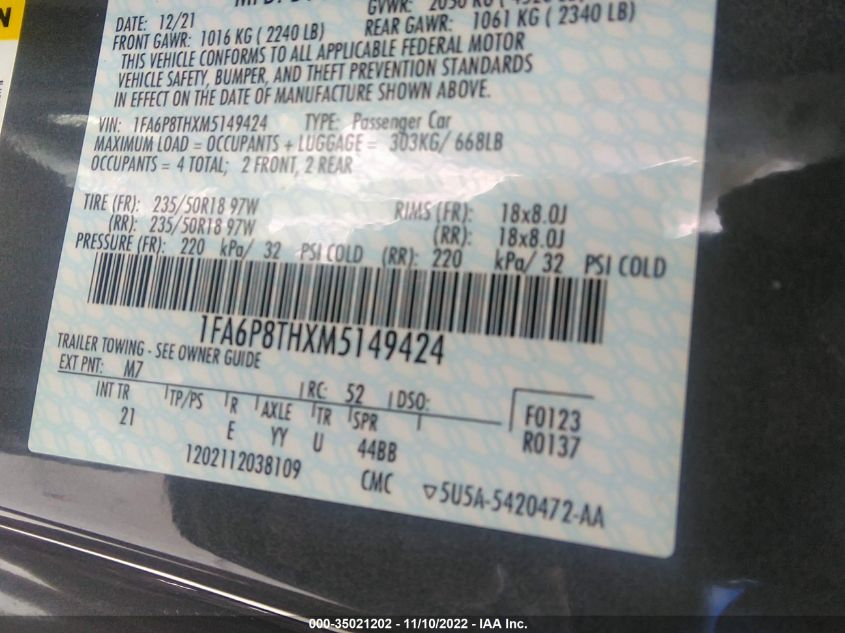 DATE: 12/21 GVWR:
FRONT GAWR: 1016 KG ( 2240 LB) REAR GAWR: 1061 KG ( 2340 LB)
THIS VEHICLE CONFORMS TO ALL APPLICABLE FEDERAL MOTOR
VEHICLE SAFETY, BUMPER, AND THEFT PREVENTION STANDARDS
IN EFFECT ON THE DATE OF MANUFACTURE SHOWN ABOVE.
VIN: 1FA6P8THXM5149424 TYPE: Passenger Car
MAXIMUM LOAD = OCCUPANTS + LUGGAGE = 303KG/ 668LB
OCCUPANTS = 4 TOTAL; 2 FRONT, 2 REAR
TIRE (FR): 235/50R18 97W RIMS (FR): 18x8.0J
(RR): 235/50R18 97W (RR): 18x8.0J
PRESSURE (FR): 220 kPa/ 32 PSI COLD (RR): 220 kPa/ 32 PSI COLD
1FA6P8THXM5149424
TRAILER TOWING - SEE OWNER GUIDE
EXT PNT: M7 RC: 52 DSO:
INT TR TP/PS R AXLE TR SPR F0123
21 E YY U 44BB R0137
1202112038109 CMC ▽5U5A-5420472-AA
000-35021202 - 11/10/2022 - IAA Inc.